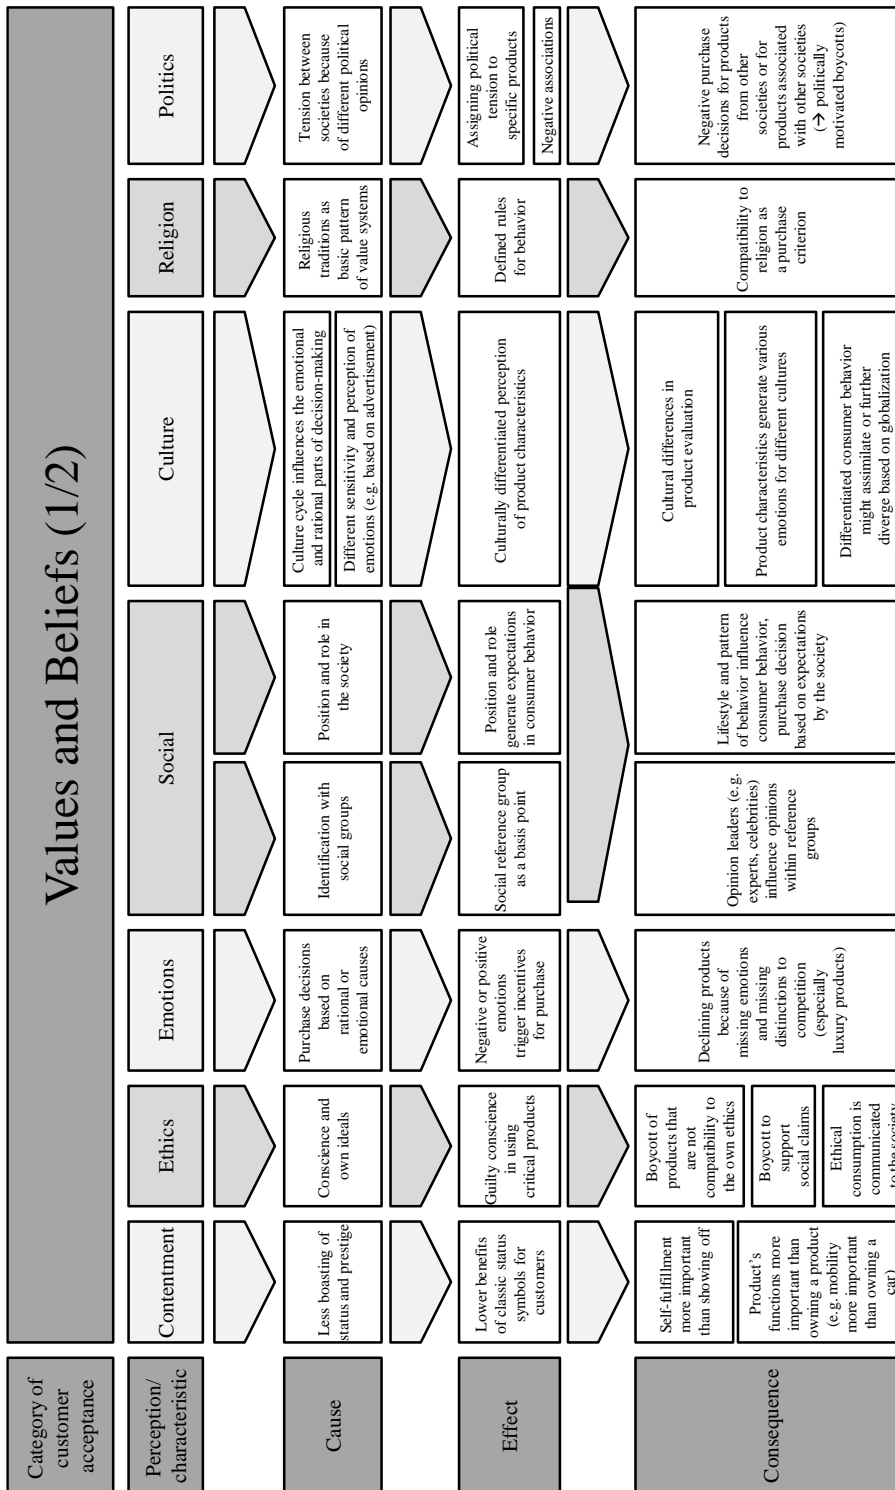 Category of
customer
acceptance
Values and Beliefs (1/2)
Perception/
characteristic
Contentment
Ethics
Emotions
Social
Culture
Religion
Politics
Cause
Less boasting of
status and prestige
Conscience and
own ideals
Purchase decisions
based on
rational or
emotional causes
Identification with
social groups
Position and role in
the society
Culture cycle influences the emotional
and rational parts of decision-making
Different sensitivity and perception of
emotions (e.g. based on advertisement)
Religious
traditions as
basic pattern
of value systems
Tension between
societies because
of different political
opinions
Effect
Lower benefits
of classic status
symbols for
customers
Guilty conscience
in using
critical products
Negative or positive
emotions
trigger incentives
for purchase
Social reference group
as a basis point
Position and role
generate expectations
in consumer behavior
Culturally differentiated perception
of product characteristics
Defined rules
for behavior
Assigning political
tension to
specific products
Negative associations
Consequence
Self-fulfillment
more important
than showing off
Product's
functions more
important than
owning a product
(e.g. mobility
more important
than owning a
car)
Boycott of
products that
are not
compatibility to
the own ethics
Boycott to
support
social claims
Ethical
consumption is
communicated
to the society
Declining products
because of
missing emotions
and missing
distinctions to
competition
(especially
luxury products)
Opinion leaders (e.g.
experts, celebrities)
influence opinions
within reference
groups
Lifestyle and pattern
of behavior influence
consumer behavior,
purchase decision
based on expectations
by the society
Cultural differences in
product evaluation
Product characteristics generate various
emotions for different cultures
Differentiated consumer behavior
might assimilate or further
diverge based on globalization
Compatibility to
religion as
a purchase
criterion
Negative purchase
decisions for products
from other
societies or for
products associated
with other societies
(→ politically
motivated boycotts)